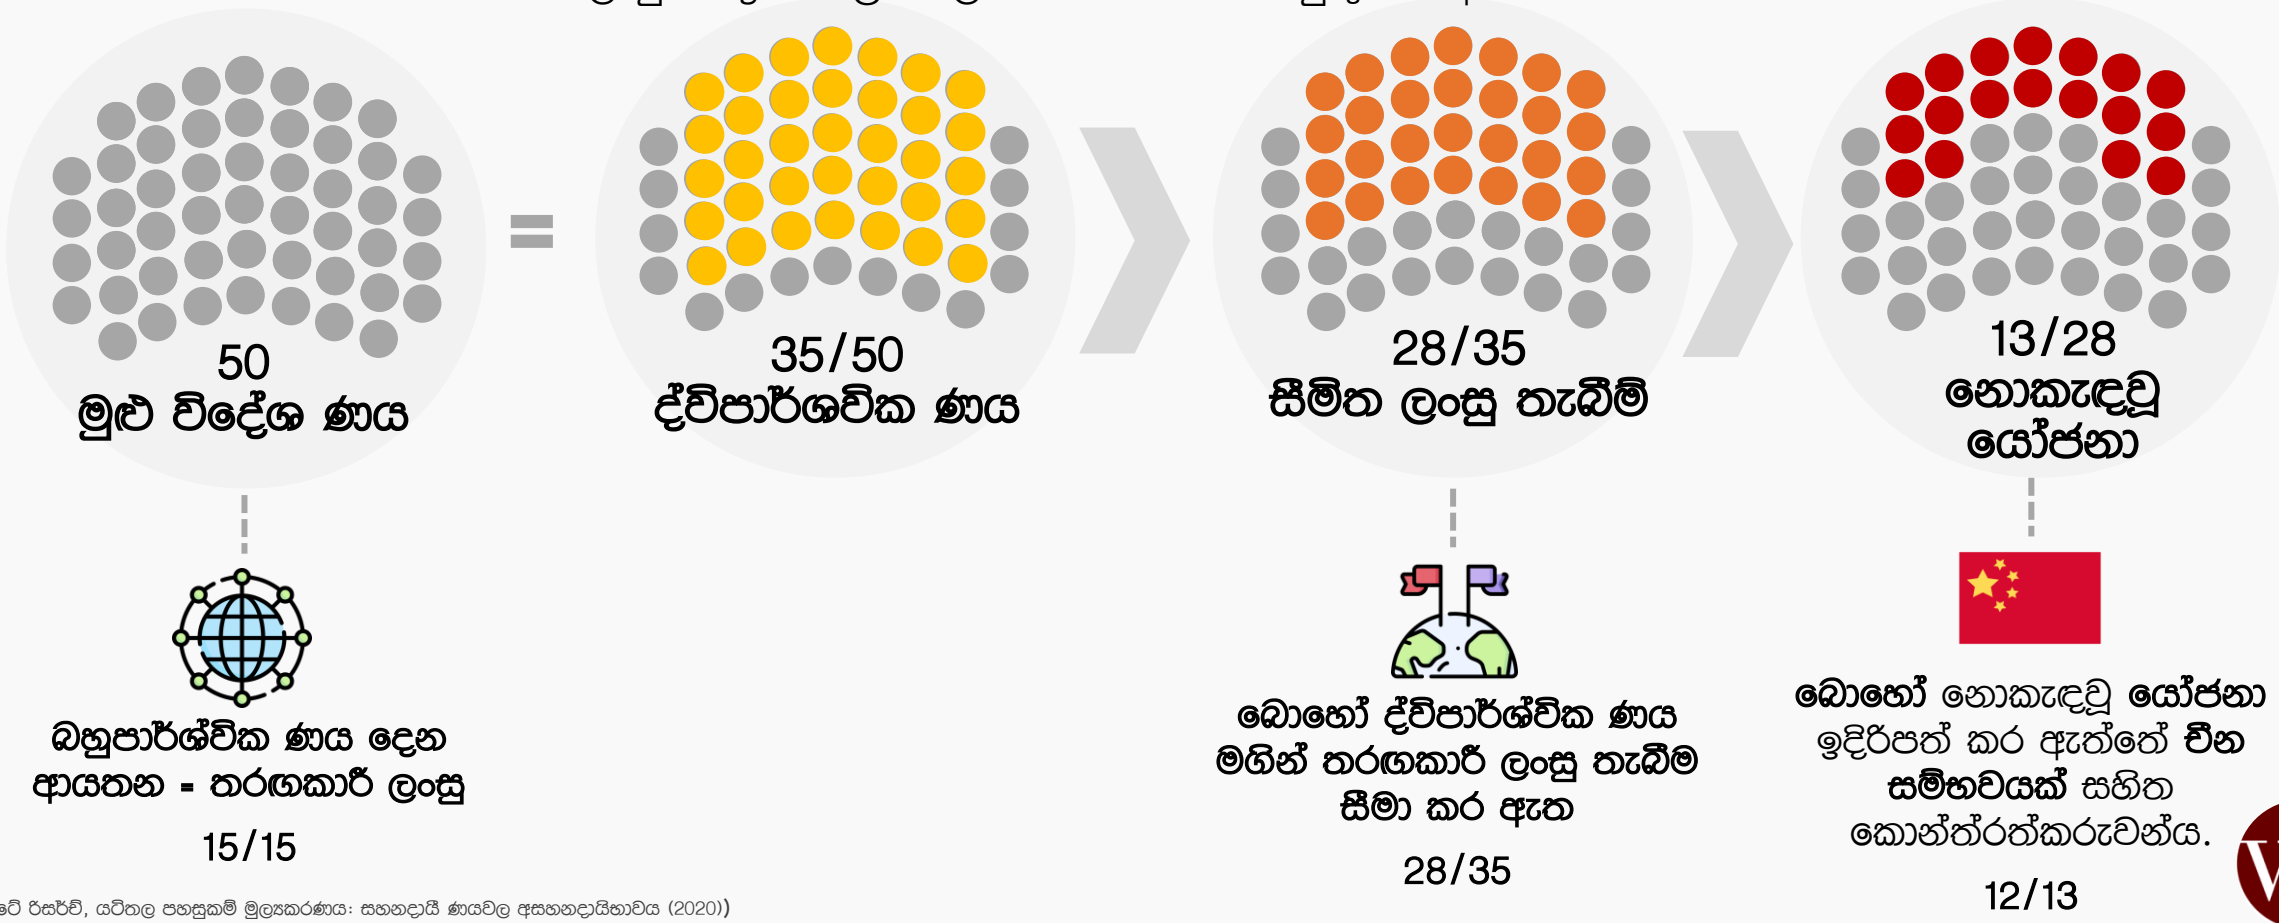 50
මුළු විදේශ ණය
35/50
ද්විපාර්ශවික ණය
28/35
සීමිත ලංසු තැබීම්
13/28
නොකැඳවූ
යෝජනා
බහුපාර්ශ්වික ණය දෙන
ආයතන = තරඟකාරී ලංසු
15/15
බොහෝ ද්විපාර්ශ්වික ණය
මගින් තරඟකාරී ලංසු තැබීම
සීමා කර ඇත
28/35
බොහෝ නොකැඳවූ යෝජනා
ඉදිරිපත් කර ඇත්තේ චීන
සම්භවයක් සහිත
කොන්ත්රත්කරුවන්ය.
12/13
රිසර්ච්, යටිතල පහසුකම් මුල්‍යකරණය: සහනදායී ණයවල අසහනදායිභාවය (2020))